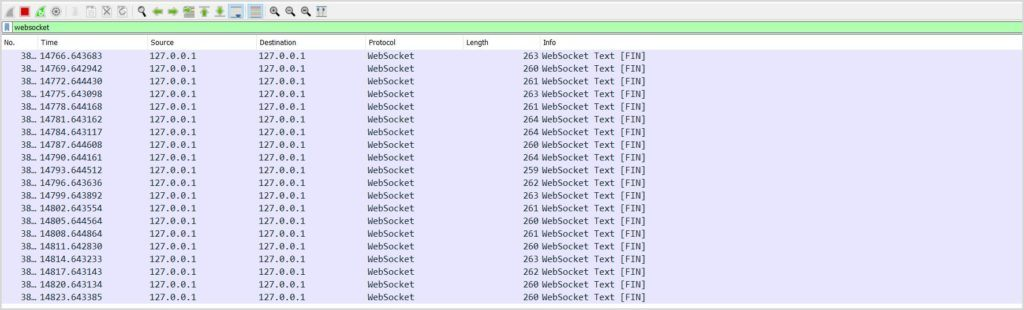 websocket
No. Time Source Destination Protocol Length Info
38… 14766.643683 127.0.0.1 127.0.0.1 WebSocket 263 WebSocket Text [FIN]
38… 14769.642942 127.0.0.1 127.0.0.1 WebSocket 260 WebSocket Text [FIN]
38… 14772.644430 127.0.0.1 127.0.0.1 WebSocket 261 WebSocket Text [FIN]
38… 14775.643098 127.0.0.1 127.0.0.1 WebSocket 263 WebSocket Text [FIN]
38… 14778.644168 127.0.0.1 127.0.0.1 WebSocket 261 WebSocket Text [FIN]
38… 14781.643162 127.0.0.1 127.0.0.1 WebSocket 264 WebSocket Text [FIN]
38… 14784.643117 127.0.0.1 127.0.0.1 WebSocket 264 WebSocket Text [FIN]
38… 14787.644608 127.0.0.1 127.0.0.1 WebSocket 260 WebSocket Text [FIN]
38… 14790.644161 127.0.0.1 127.0.0.1 WebSocket 264 WebSocket Text [FIN]
38… 14793.644512 127.0.0.1 127.0.0.1 WebSocket 259 WebSocket Text [FIN]
38… 14796.643636 127.0.0.1 127.0.0.1 WebSocket 262 WebSocket Text [FIN]
38… 14799.643892 127.0.0.1 127.0.0.1 WebSocket 263 WebSocket Text [FIN]
38… 14802.643554 127.0.0.1 127.0.0.1 WebSocket 261 WebSocket Text [FIN]
38… 14805.644564 127.0.0.1 127.0.0.1 WebSocket 260 WebSocket Text [FIN]
38… 14808.644864 127.0.0.1 127.0.0.1 WebSocket 261 WebSocket Text [FIN]
38… 14811.642830 127.0.0.1 127.0.0.1 WebSocket 260 WebSocket Text [FIN]
38… 14814.643233 127.0.0.1 127.0.0.1 WebSocket 263 WebSocket Text [FIN]
38… 14817.643143 127.0.0.1 127.0.0.1 WebSocket 262 WebSocket Text [FIN]
38… 14820.643134 127.0.0.1 127.0.0.1 WebSocket 260 WebSocket Text [FIN]
38… 14823.643385 127.0.0.1 127.0.0.1 WebSocket 260 WebSocket Text [FIN]